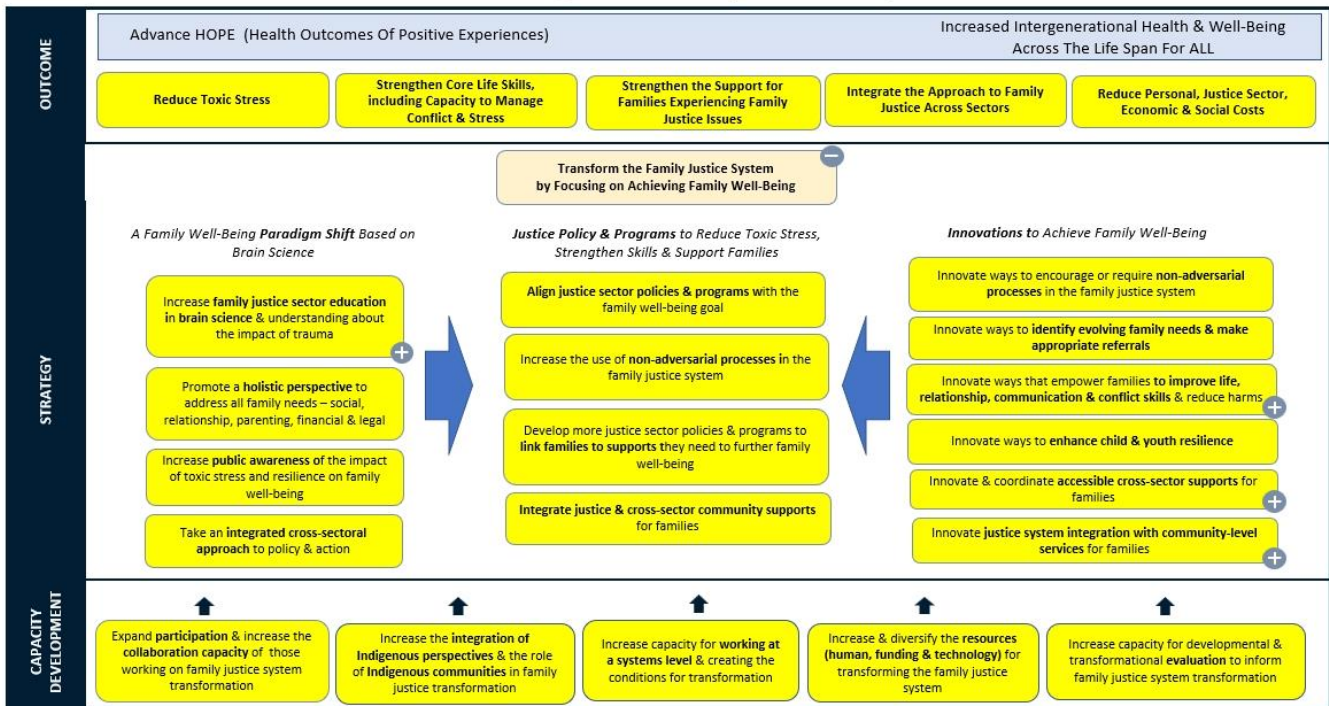 OUTCOME
Advance HOPE (Health Outcomes Of Positive Experiences)
Increased Intergenerational Health & Well-Being
Across The Life Span For ALL
Reduce Toxic Stress
Strengthen Core Life Skills,
including Capacity to Manage
Conflict & Stress
Strengthen the Support for
Families Experiencing Family
Justice Issues
Integrate the Approach to Family
Justice Across Sectors
Reduce Personal, Justice Sector,
Economic & Social Costs
STRATEGY
Transform the Family Justice System
by Focusing on Achieving Family Well-Being
A Family Well-Being Paradigm Shift Based on
Brain Science
Increase family justice sector education
in brain science & understanding about
the impact of trauma
Promote a holistic perspective to
address all family needs – social,
relationship, parenting, financial & legal
Increase public awareness of the impact
of toxic stress and resilience on family
well-being
Take an integrated cross-sectoral
approach to policy & action
Justice Policy & Programs to Reduce Toxic Stress,
Strengthen Skills & Support Families
Align justice sector policies & programs with the
family well-being goal
Increase the use of non-adversarial processes in the
family justice system
Develop more justice sector policies & programs to
link families to supports they need to further family
well-being
Integrate justice & cross-sector community supports
for families
Innovations to Achieve Family Well-Being
Innovate ways to encourage or require non-adversarial
processes in the family justice system
Innovate ways to identify evolving family needs & make
appropriate referrals
Innovate ways that empower families to improve life,
relationship, communication & conflict skills & reduce harms
Innovate ways to enhance child & youth resilience
Innovate & coordinate accessible cross-sector supports for
families
Innovate justice system integration with community-level
services for families
CAPACITY
DEVELOPMENT
Expand participation & increase the
collaboration capacity of those
working on family justice system
transformation
Increase the integration of
Indigenous perspectives & the role
of Indigenous communities in family
justice transformation
Increase capacity for working at
a systems level & creating the
conditions for transformation
Increase & diversify the resources
(human, funding & technology) for
transforming the family justice
system
Increase capacity for developmental &
& transformational evaluation to inform
family justice system transformation